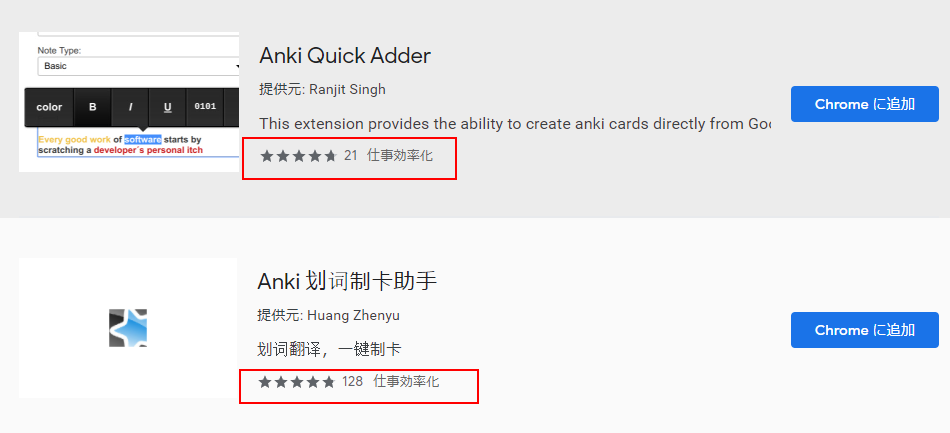 Note Type:
Basic
color B I U 0101
Every good work of software starts by
scratching a developer's personal itch
Anki Quick Adder
提供元: Ranjit Singh
This extension provides the ability to create anki cards directly from Goo
21 仕事効率化
Chrome に追加
Anki 划词制卡助手
提供元: Huang Zhenyu
划词翻译，一键制卡
128 仕事効率化
Chrome に追加